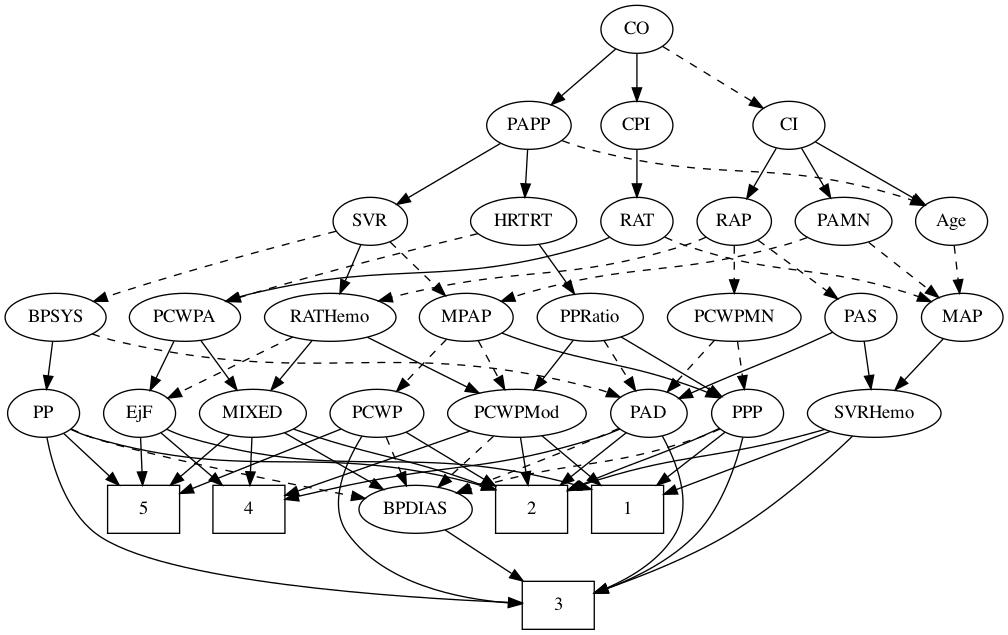 CO
PAPP
CPI
CI
SVR
HRTRT
RAT
RAP
PAMN
Age
BPSYS
PCWPA
RATHemo
MPAP
PPRatio
PCWPMN
PAS
MAP
PP
EjF
MIXED
PCWP
PCWPMod
PAD
PPP
SVRHemo
5
4
BPDIAS
2
1
3